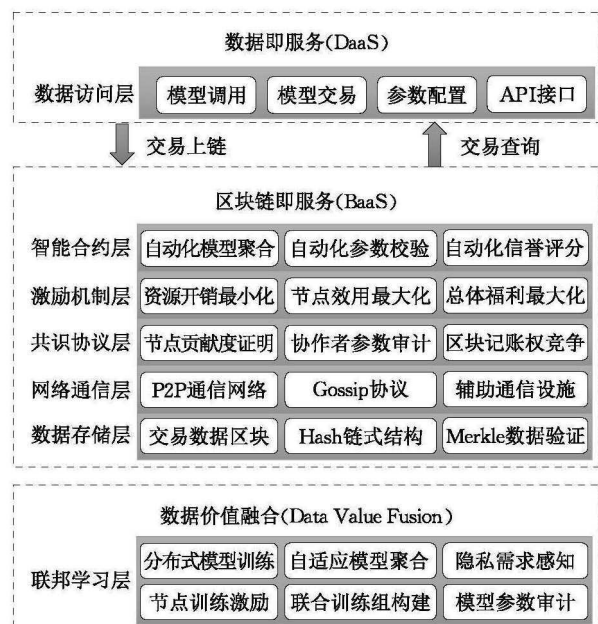 数据即服务(DaaS)
数据访问层 模型调用 模型交易 参数配置 API接口
交易上链 交易查询
区块链即服务(BaaS)
智能合约层 自动化模型聚合 自动化参数校验 自动化信誉评分
激励机制层 资源开销最小化 节点效用最大化 总体福利最大化
共识协议层 节点贡献度证明 协作者参数审计 区块记账权竞争
网络通信层 P2P通信网络 Gossip协议 辅助通信设施
数据存储层 交易数据区块 Hash链式结构 Merkle数据验证
数据价值融合(Data Value Fusion)
联邦学习层 分布式模型训练 自适应模型聚合 隐私需求感知
节点训练激励 联合训练组构建 模型参数审计